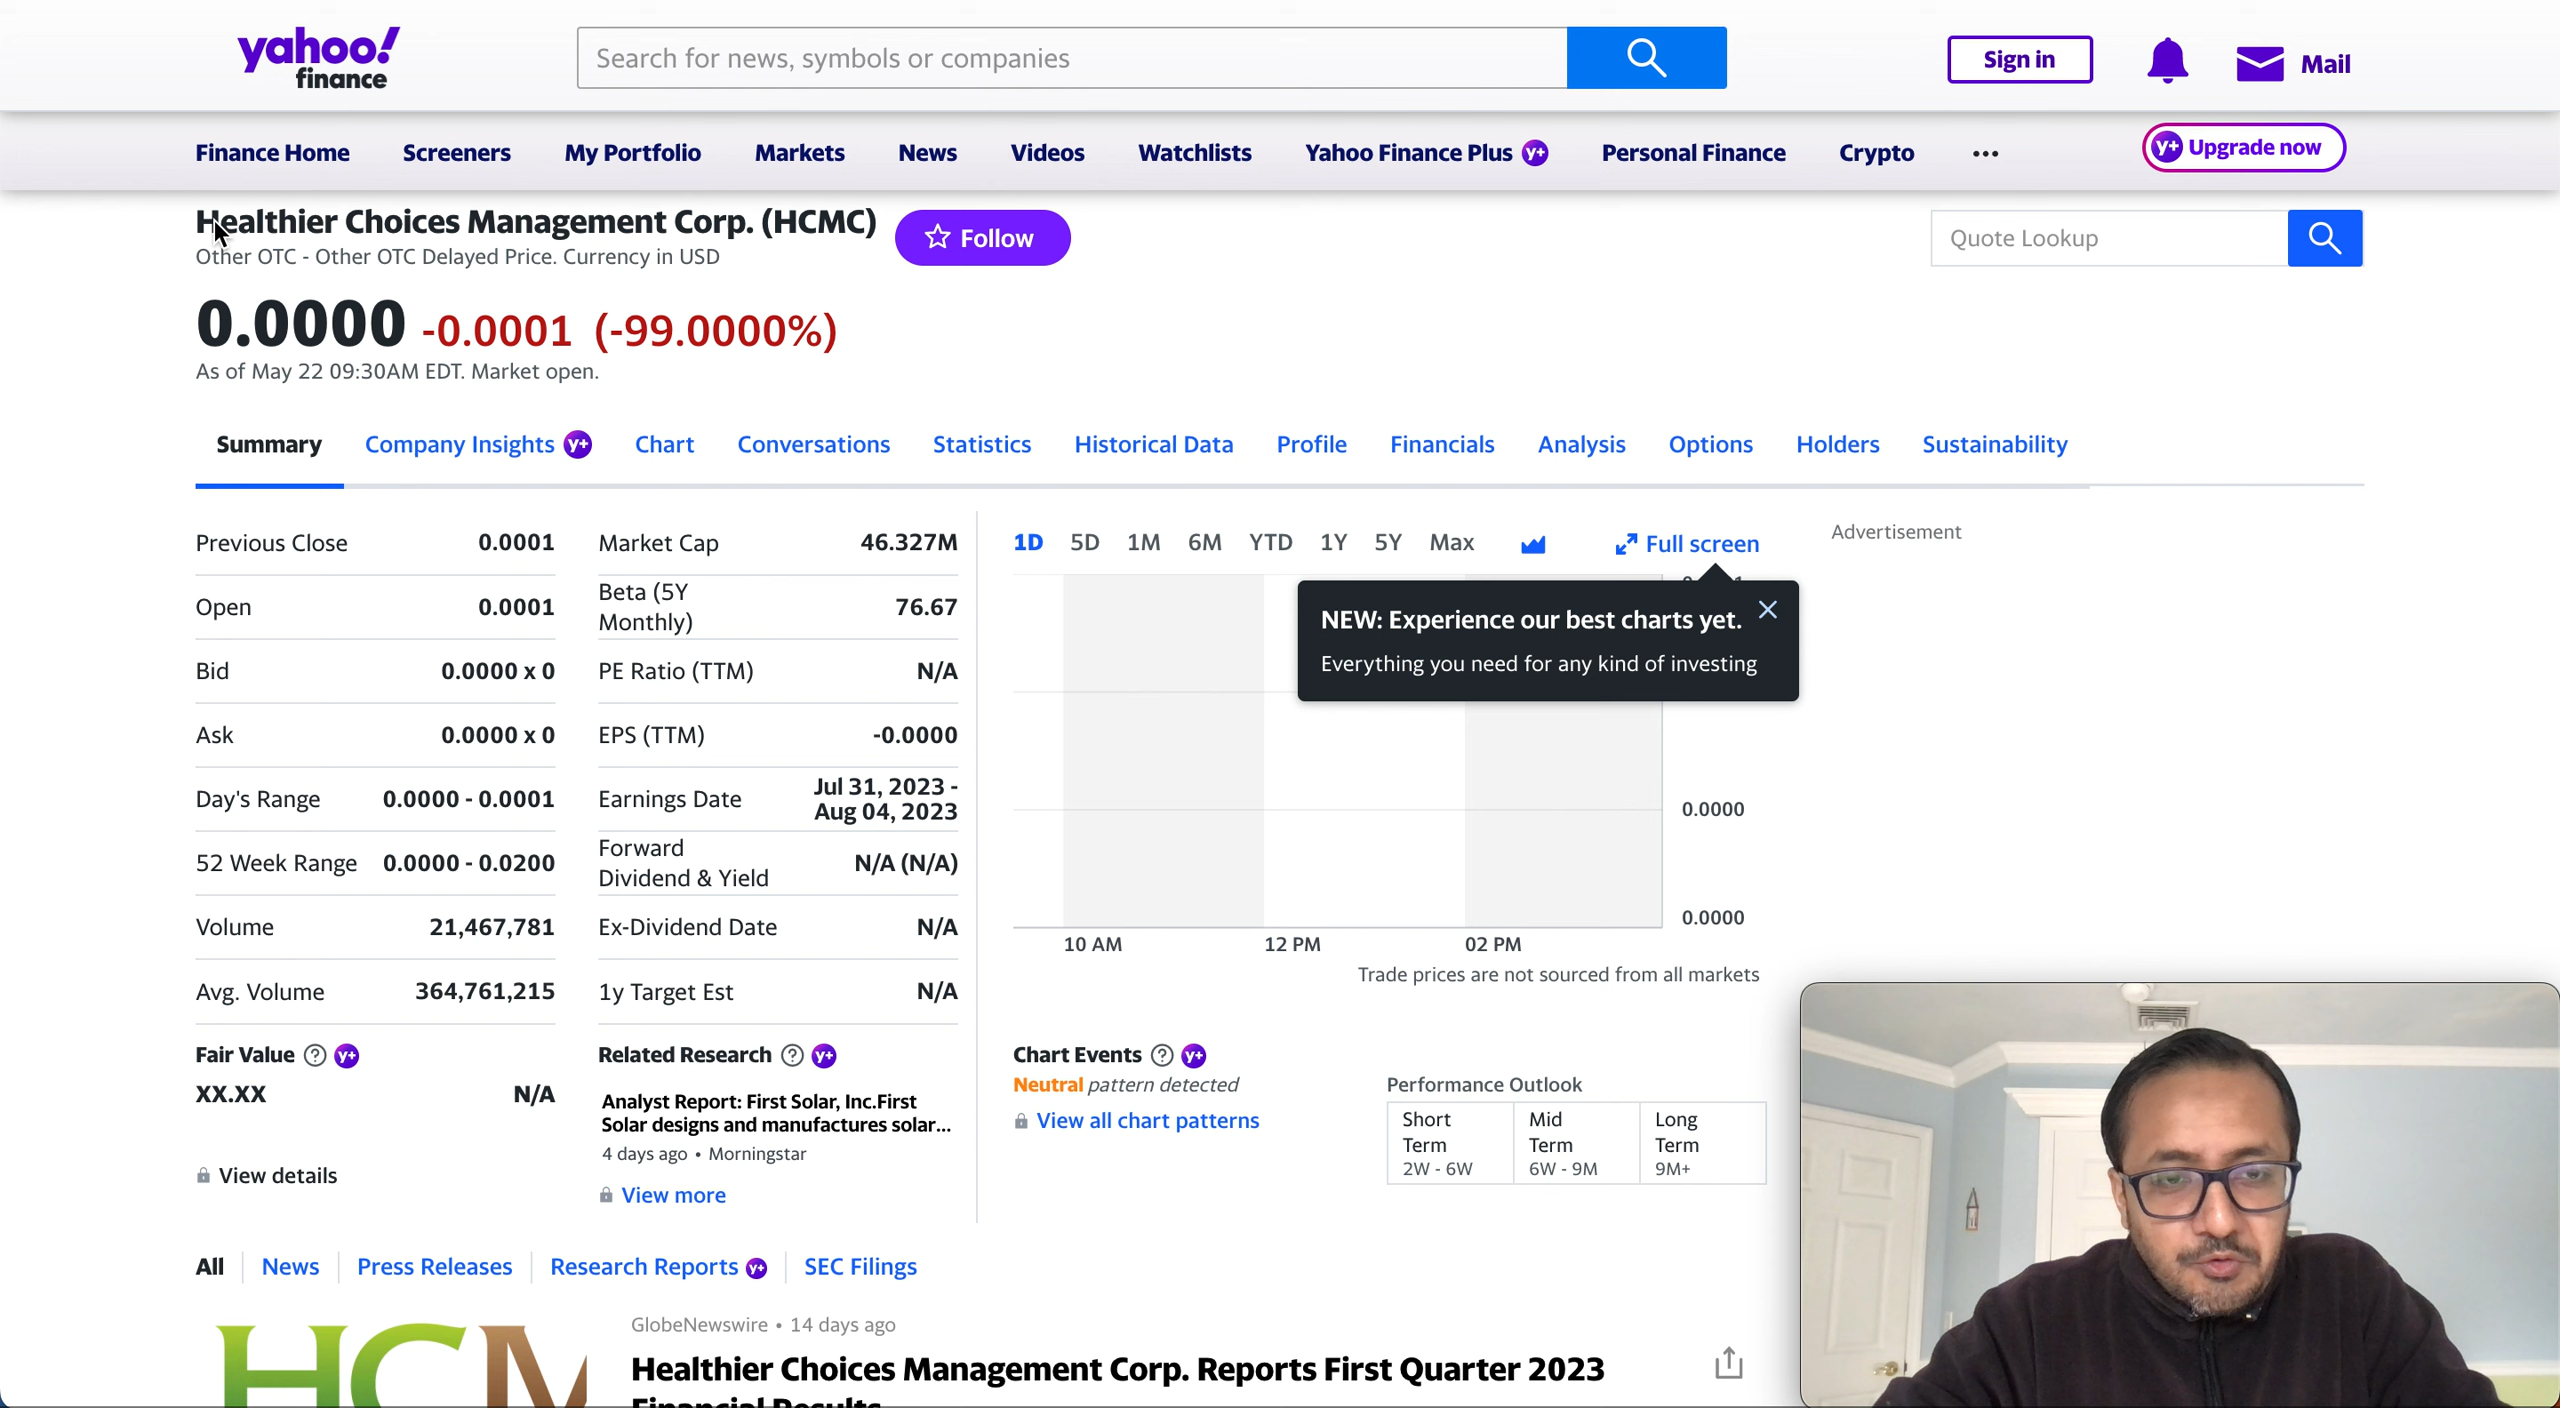 yahoo!
finance
Search for news, symbols or companies
Sign in
Mail
Finance Home
Screeners
My Portfolio
Markets
News
Videos
Watchlists
Yahoo Finance Plus y+
Personal Finance
Crypto
...
y+ Upgrade now
Healthier Choices Management Corp. (HCMC)
Follow
Other OTC - Other OTC Delayed Price. Currency in USD
Quote Lookup
0.0000 -0.0001 (-99.0000%)
As of May 22 09:30AM EDT. Market open.
Summary
Company Insights y+
Chart
Conversations
Statistics
Historical Data
Profile
Financials
Analysis
Options
Holders
Sustainability
Previous Close 0.0001
Open 0.0001
Bid 0.0000 x 0
Ask 0.0000 x 0
Day's Range 0.0000 - 0.0001
52 Week Range 0.0000 - 0.0200
Volume 21,467,781
Avg. Volume 364,761,215
Market Cap 46.327M
Beta (5Y
Monthly) 76.67
PE Ratio (TTM) N/A
EPS (TTM) -0.0000
Earnings Date Jul 31, 2023 -
Aug 04, 2023
Forward
Dividend & Yield N/A (N/A)
Ex-Dividend Date N/A
1y Target Est N/A
1D 5D 1M 6M YTD 1Y 5Y Max
Full screen
Advertisement
NEW: Experience our best charts yet.
Everything you need for any kind of investing
0.0000
0.0000
10 AM 12 PM 02 PM
Trade prices are not sourced from all markets
Fair Value ? y+
XX.XX N/A
View details
Related Research ? y+
Analyst Report: First Solar, Inc.First
Solar designs and manufactures solar...
4 days ago • Morningstar
View more
Chart Events ? y+
Neutral pattern detected
View all chart patterns
Performance Outlook
Short
Term
2W - 6W
Mid
Term
6W - 9M
Long
Term
9M+
All
News
Press Releases
Research Reports y+
SEC Filings
HCM
GlobeNewswire • 14 days ago
Healthier Choices Management Corp. Reports First Quarter 2023
Financial Results